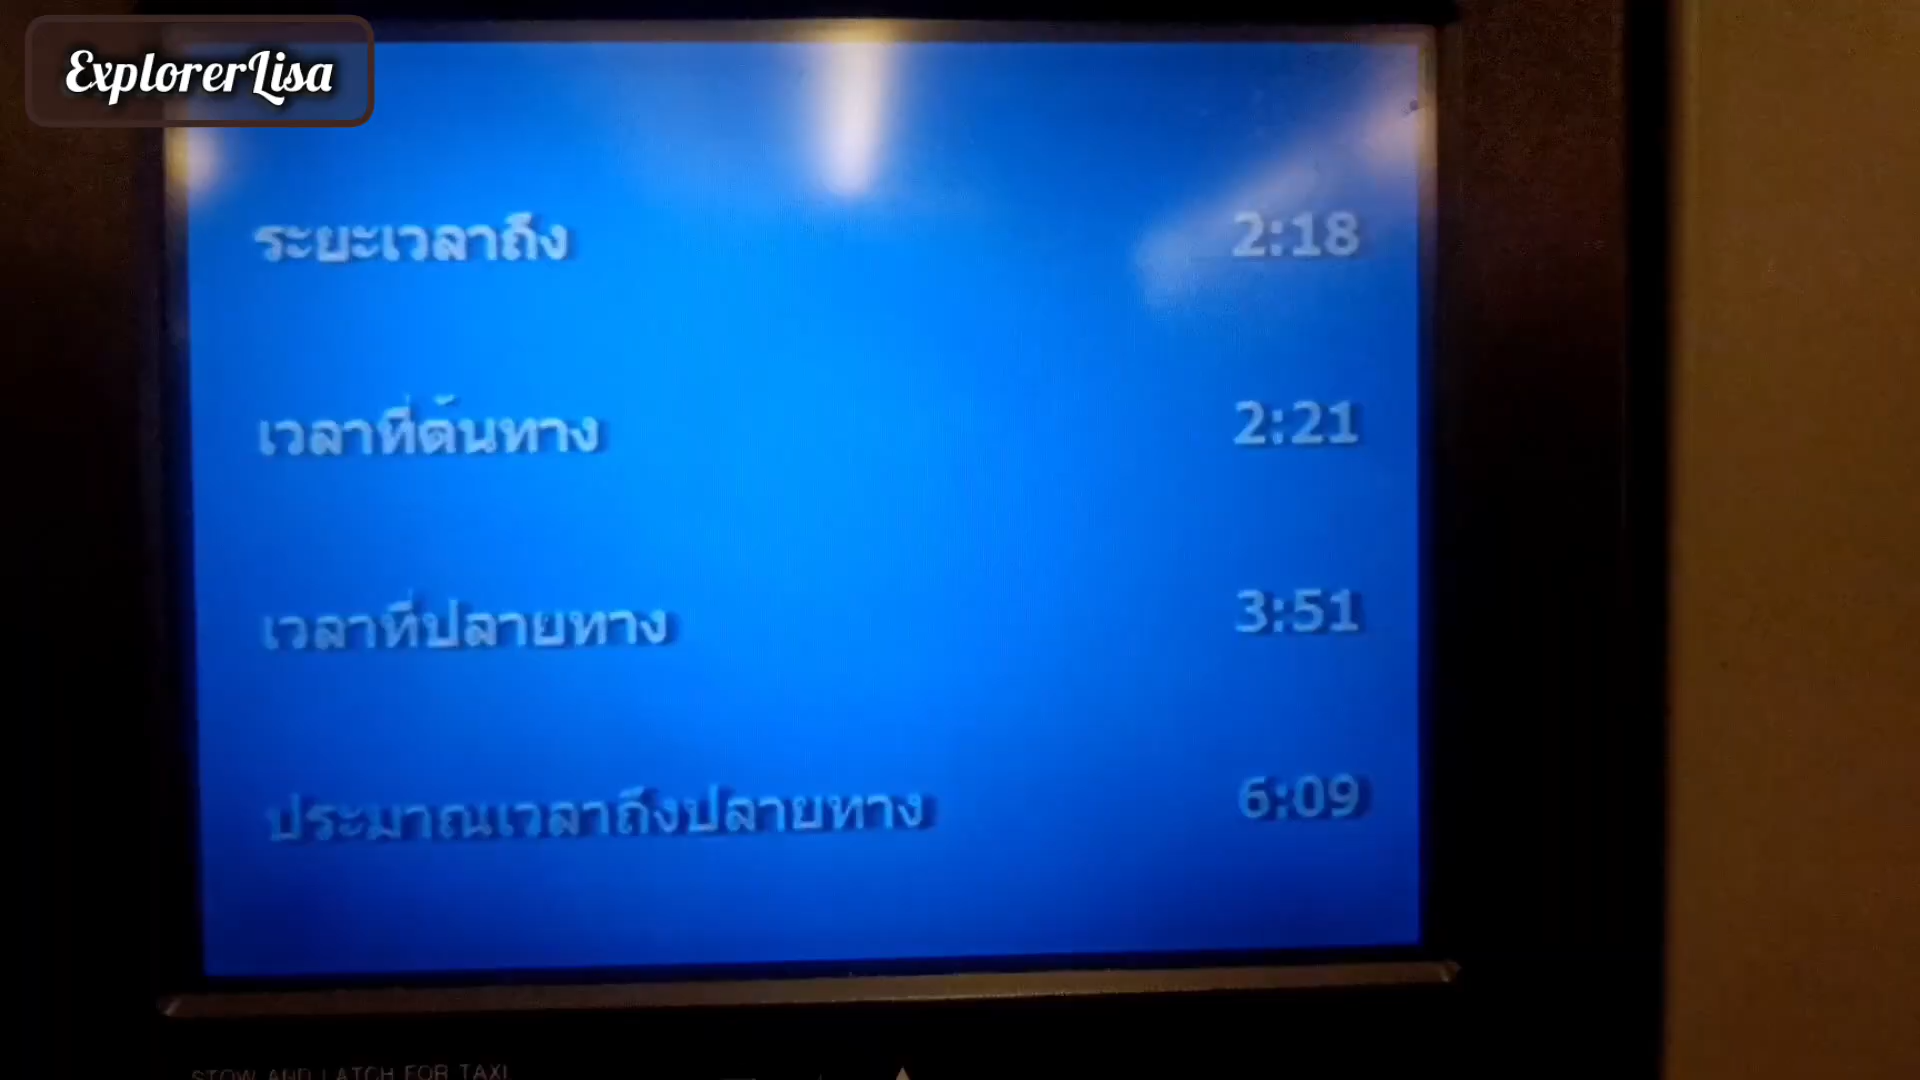 ExplorerLisa
ระยะเวลาถึง 2:18
เวลาที่ต้นทาง 2:21
เวลาที่ปลายทาง 3:51
ประมาณเวลาถึงปลายทาง 6:09
STOW AND LATCH FOR TAXI